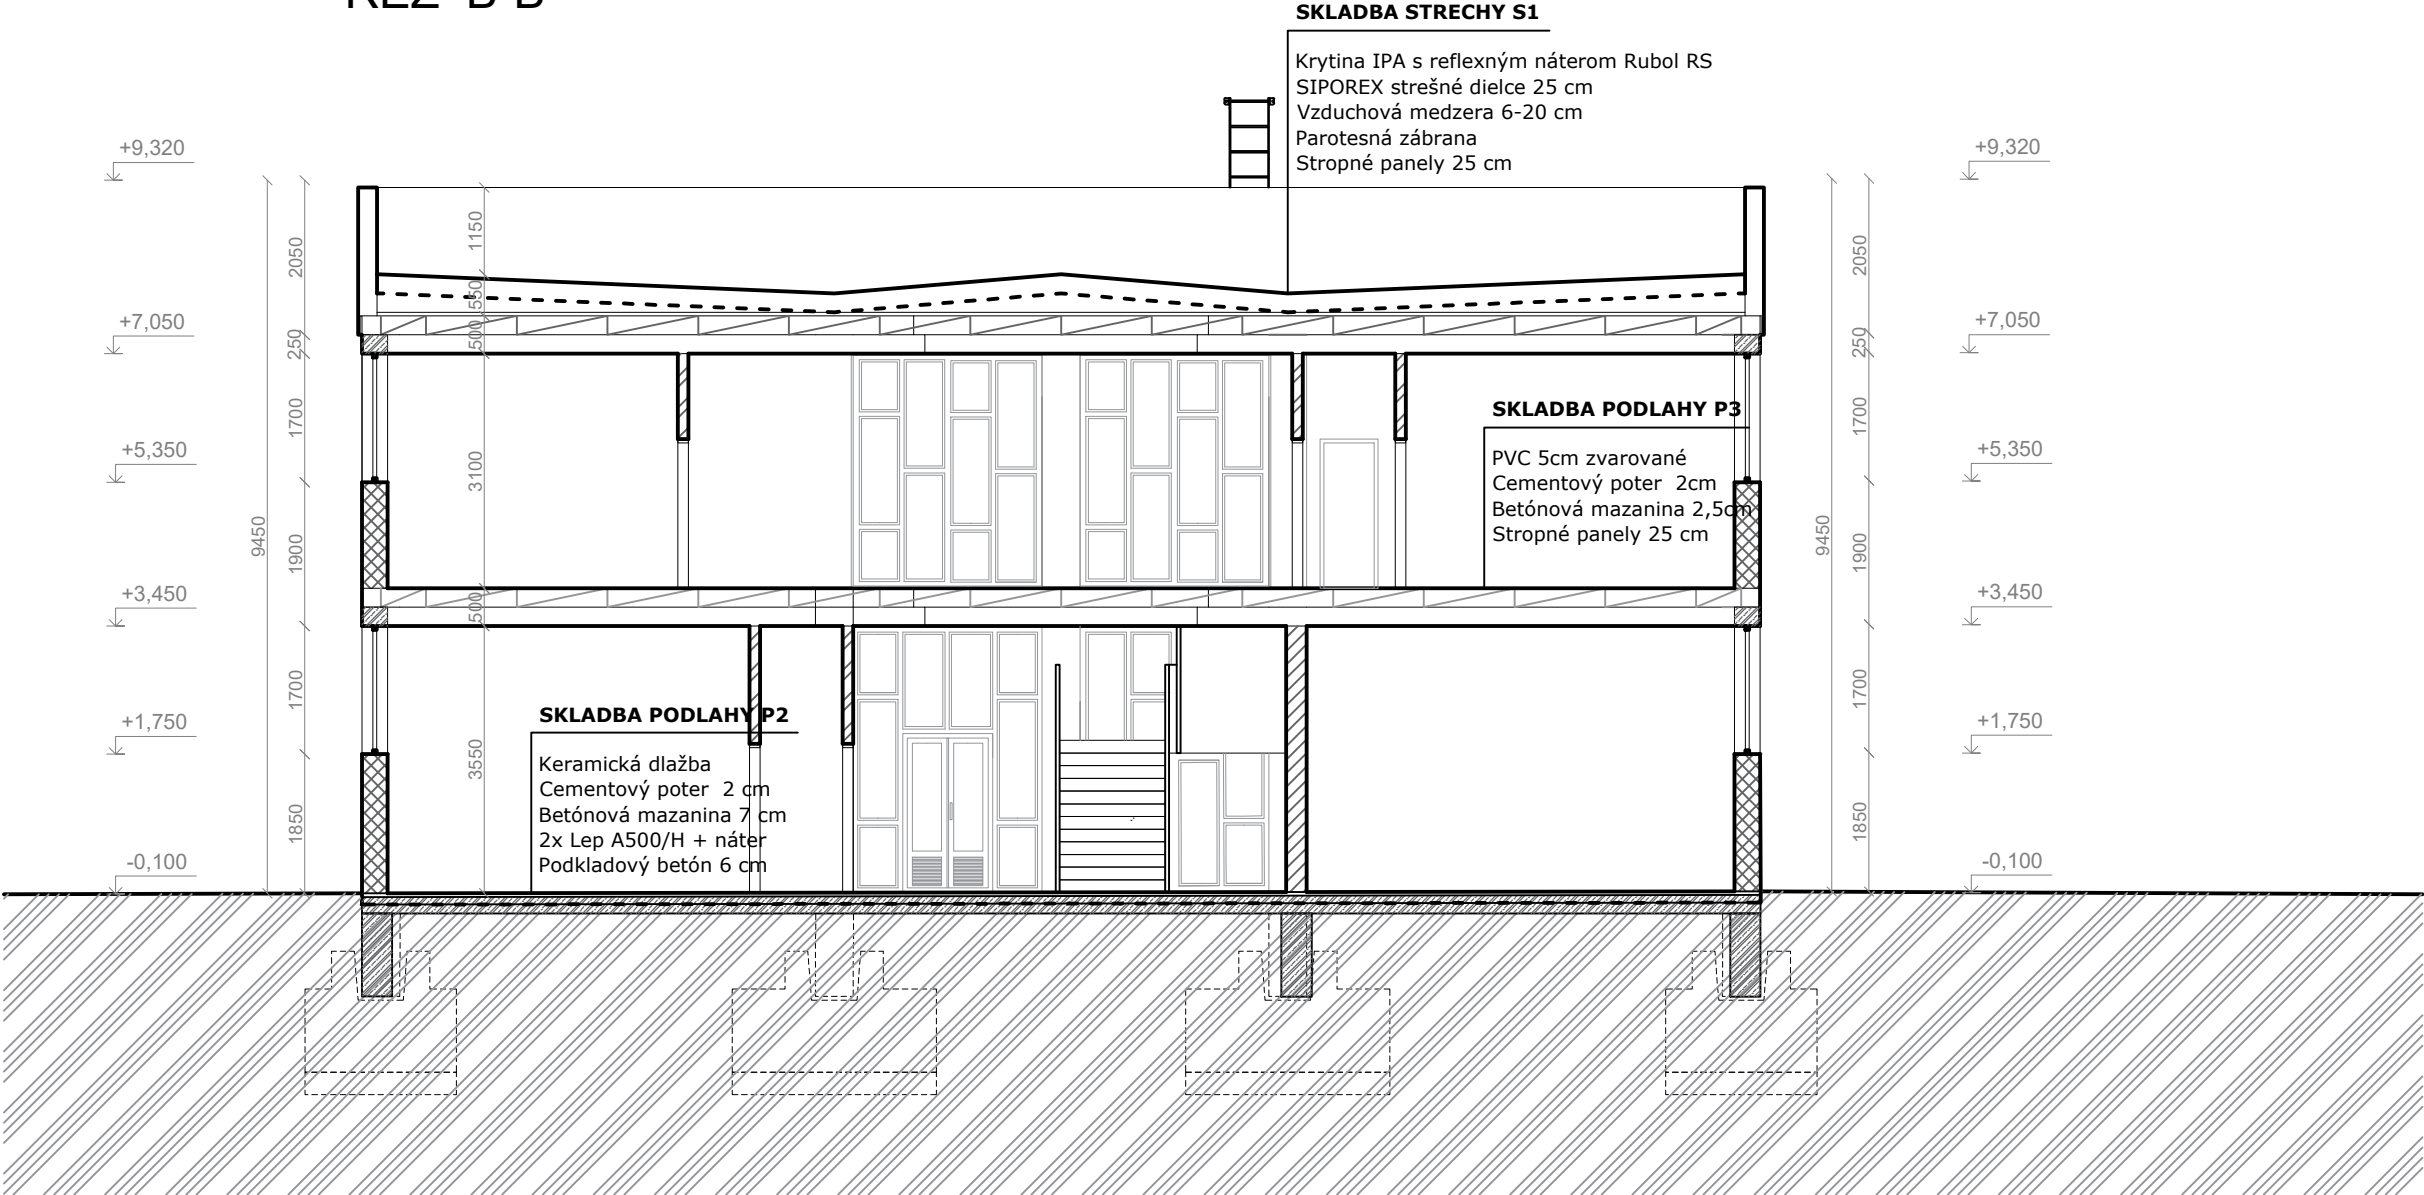 SKLADBA STRECHY S1
Krytina IPA s reflexným náterom Rubol RS
SIPOREX strešné dielce 25 cm
Vzduchová medzera 6-20 cm
Parotesná zábrana
Stropné panely 25 cm
+9,320
+9,320
1150
2050
2050
550
+7,050
+7,050
500
250
250
1700
1700
SKLADBA PODLAHY P3
PVC 5cm zvarované
Cementový poter 2cm
Betónová mazanina 2,5cm
Stropné panely 25 cm
+5,350
+5,350
3100
9450
9450
1900
1900
+3,450
+3,450
500
1700
1700
SKLADBA PODLAHY P2
Keramická dlažba
Cementový poter 2 cm
Betónová mazanina 7 cm
2x Lep A500/H + náter
Podkladový betón 6 cm
+1,750
+1,750
3550
1850
1850
-0,100
-0,100